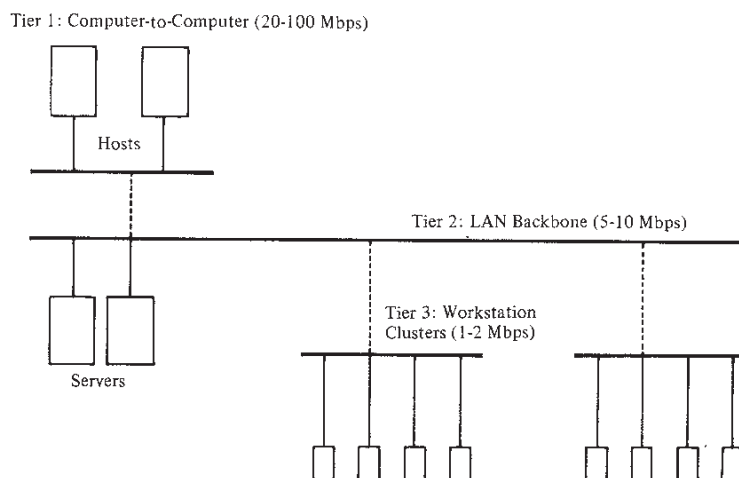 Tier 1: Computer-to-Computer (20-100 Mbps)
Hosts
Tier 2: LAN Backbone (5-10 Mbps)
Tier 3: Workstation
Clusters (1-2 Mbps)
Servers